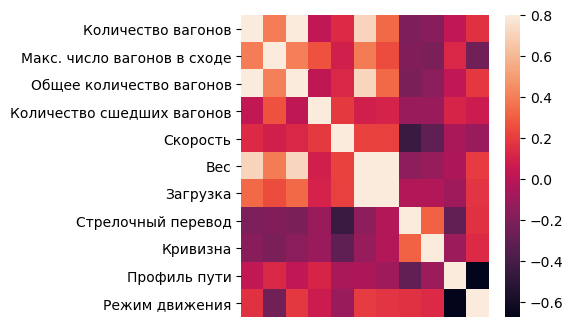 Количество вагонов
Макс. число вагонов в сходе
Общее количество вагонов
Количество сшедших вагонов
Скорость
Вес
Загрузка
Стрелочный перевод
Кривизна
Профиль пути
Режим движения
0.8
0.6
0.4
0.2
0.0
−0.2
−0.4
−0.6